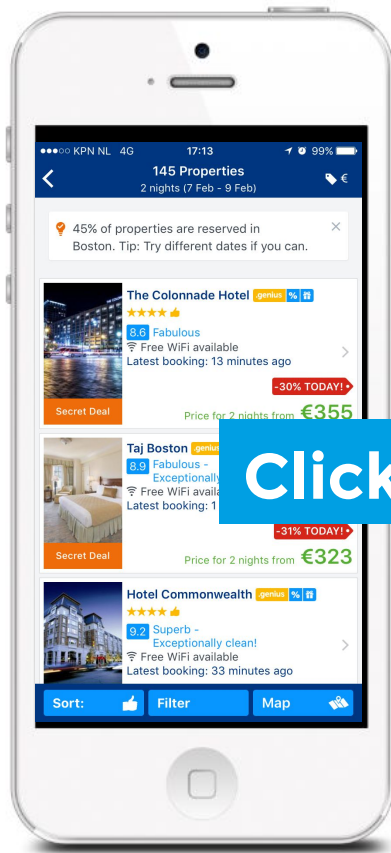 KPN NL 4G 17:13 99%
145 Properties
2 nights (7 Feb - 9 Feb)
€
45% of properties are reserved in
Boston. Tip: Try different dates if you can.
The Colonnade Hotel .genius %
8.6 Fabulous
Free WiFi available
Latest booking: 13 minutes ago
-30% TODAY!
Secret Deal
Price for 2 nights from €355
Taj Boston .genius
8.9 Fabulous -
Exceptionally
Free WiFi
Latest booking: 1
Click
-31% TODAY!
Secret Deal
Price for 2 nights from €323
Hotel Commonwealth .genius %
9.2 Superb -
Exceptionally clean!
Free WiFi available
Latest booking: 33 minutes ago
Sort: Filter Map